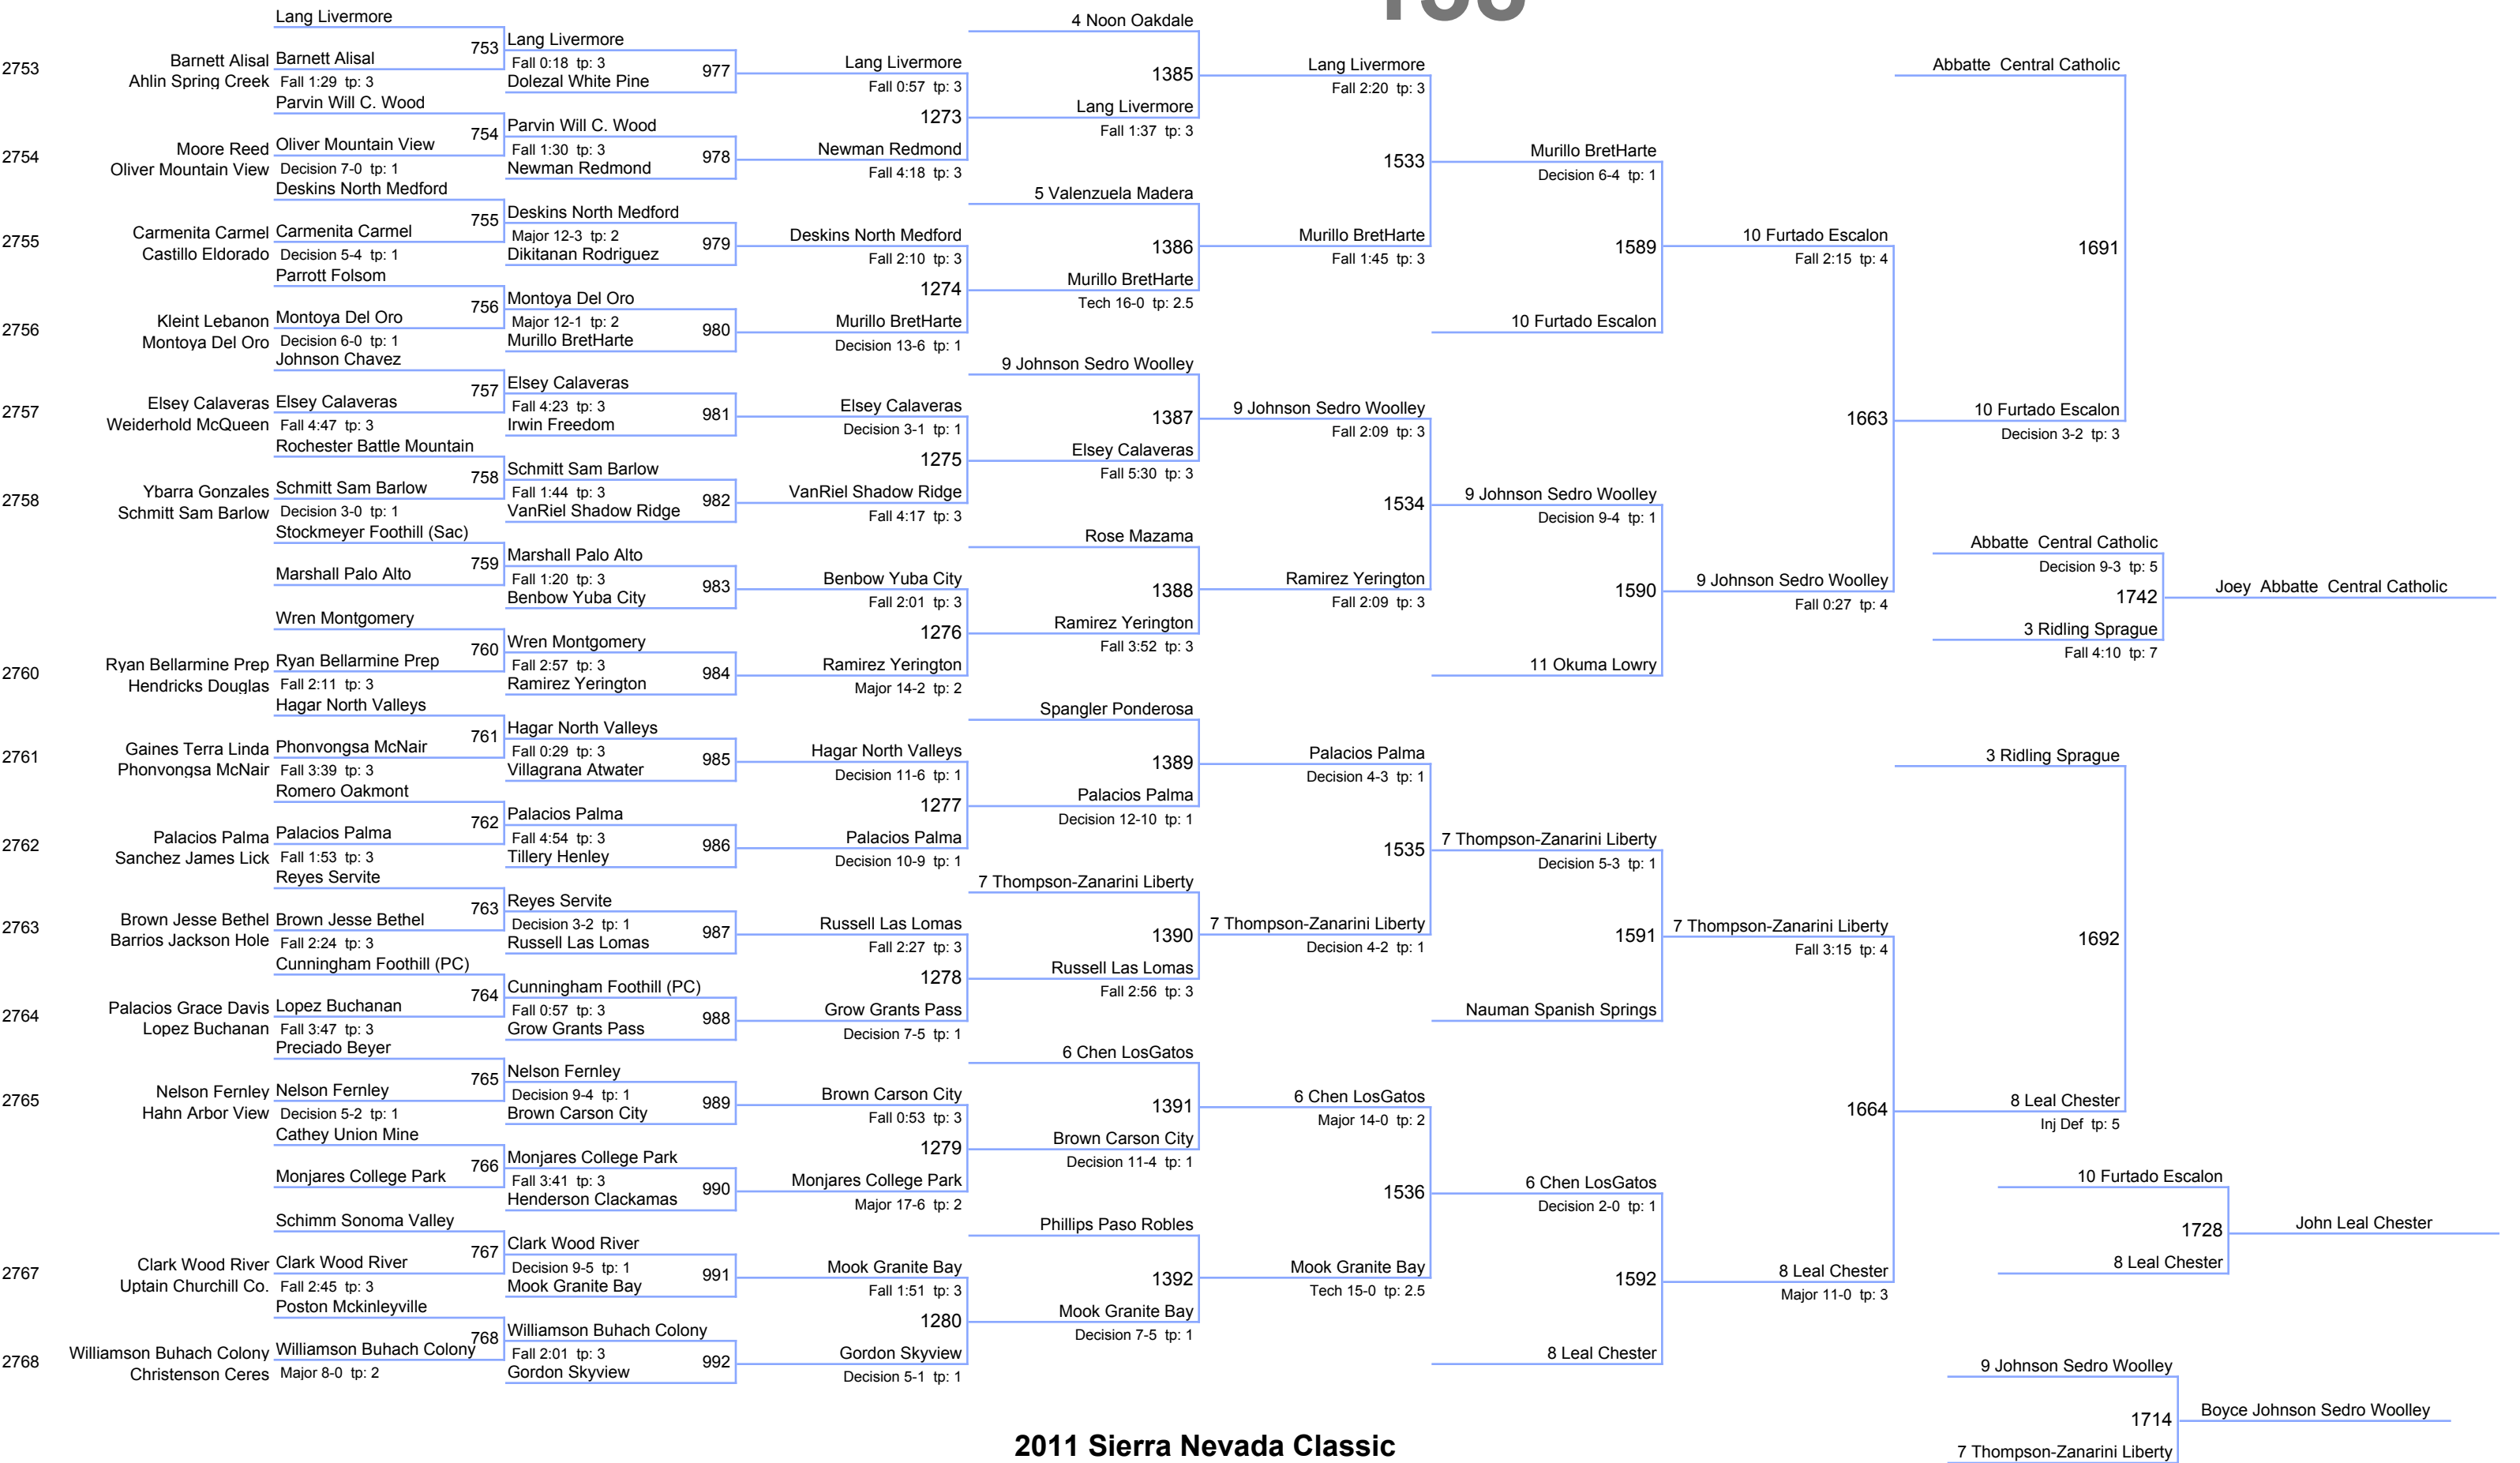 Lang Livermore
2753
Barnett Alisal
Ahlin Spring Creek
Barnett Alisal
Fall 1:29 tp: 3
753
Parvin Will C. Wood
2754
Moore Reed
Oliver Mountain View
Oliver Mountain View
Decision 7-0 tp: 1
754
Deskins North Medford
2755
Carmenita Carmel
Castillo Eldorado
Carmenita Carmel
Decision 5-4 tp: 1
755
Parrott Folsom
2756
Kleint Lebanon
Montoya Del Oro
Montoya Del Oro
Decision 6-0 tp: 1
756
Johnson Chavez
2757
Elsey Calaveras
Weiderhold McQueen
Elsey Calaveras
Fall 4:47 tp: 3
757
Rochester Battle Mountain
2758
Ybarra Gonzales
Schmitt Sam Barlow
Schmitt Sam Barlow
Decision 3-0 tp: 1
758
Stockmeyer Foothill (Sac)
Marshall Palo Alto
759
Wren Montgomery
2760
Ryan Bellarmine Prep
Hendricks Douglas
Ryan Bellarmine Prep
Fall 2:11 tp: 3
760
Hagar North Valleys
2761
Gaines Terra Linda
Phonvongsa McNair
Phonvongsa McNair
Fall 3:39 tp: 3
761
Romero Oakmont
2762
Palacios Palma
Sanchez James Lick
Palacios Palma
Fall 1:53 tp: 3
762
Reyes Servite
2763
Brown Jesse Bethel
Barrios Jackson Hole
Brown Jesse Bethel
Fall 2:24 tp: 3
763
Cunningham Foothill (PC)
2764
Palacios Grace Davis
Lopez Buchanan
Lopez Buchanan
Fall 3:47 tp: 3
764
Preciado Beyer
2765
Nelson Fernley
Hahn Arbor View
Nelson Fernley
Decision 5-2 tp: 1
765
Cathey Union Mine
Monjares College Park
766
Schimm Sonoma Valley
2767
Clark Wood River
Uptain Churchill Co.
Clark Wood River
Fall 2:45 tp: 3
767
Poston Mckinleyville
2768
Williamson Buhach Colony
Christenson Ceres
Williamson Buhach Colony
Major 8-0 tp: 2
768
Lang Livermore
Fall 0:18 tp: 3
Dolezal White Pine
977
Parvin Will C. Wood
Fall 1:30 tp: 3
Newman Redmond
978
Deskins North Medford
Major 12-3 tp: 2
Dikitanan Rodriguez
979
Montoya Del Oro
Major 12-1 tp: 2
Murillo BretHarte
980
Elsey Calaveras
Fall 4:23 tp: 3
Irwin Freedom
981
Schmitt Sam Barlow
Fall 1:44 tp: 3
VanRiel Shadow Ridge
982
Marshall Palo Alto
Fall 1:20 tp: 3
Benbow Yuba City
983
Wren Montgomery
Fall 2:57 tp: 3
Ramirez Yerington
984
Hagar North Valleys
Fall 0:29 tp: 3
Villagrana Atwater
985
Palacios Palma
Fall 4:54 tp: 3
Tillery Henley
986
Reyes Servite
Decision 3-2 tp: 1
Russell Las Lomas
987
Cunningham Foothill (PC)
Fall 0:57 tp: 3
Grow Grants Pass
988
Nelson Fernley
Decision 9-4 tp: 1
Brown Carson City
989
Monjares College Park
Fall 3:41 tp: 3
Henderson Clackamas
990
Clark Wood River
Decision 9-5 tp: 1
Mook Granite Bay
991
Williamson Buhach Colony
Fall 2:01 tp: 3
Gordon Skyview
992
Lang Livermore
Fall 0:57 tp: 3
1273
Newman Redmond
Fall 4:18 tp: 3
Deskins North Medford
Fall 2:10 tp: 3
1274
Murillo BretHarte
Decision 13-6 tp: 1
Elsey Calaveras
Decision 3-1 tp: 1
1275
VanRiel Shadow Ridge
Fall 4:17 tp: 3
Benbow Yuba City
Fall 2:01 tp: 3
1276
Ramirez Yerington
Major 14-2 tp: 2
Hagar North Valleys
Decision 11-6 tp: 1
1277
Palacios Palma
Decision 10-9 tp: 1
Russell Las Lomas
Fall 2:27 tp: 3
1278
Grow Grants Pass
Decision 7-5 tp: 1
Brown Carson City
Fall 0:53 tp: 3
1279
Monjares College Park
Major 17-6 tp: 2
Mook Granite Bay
Fall 1:51 tp: 3
1280
Gordon Skyview
Decision 5-1 tp: 1
4 Noon Oakdale
1385
Lang Livermore
Fall 1:37 tp: 3
5 Valenzuela Madera
1386
Murillo BretHarte
Tech 16-0 tp: 2.5
9 Johnson Sedro Woolley
1387
Elsey Calaveras
Fall 5:30 tp: 3
Rose Mazama
1388
Ramirez Yerington
Fall 3:52 tp: 3
Spangler Ponderosa
1389
Palacios Palma
Decision 12-10 tp: 1
7 Thompson-Zanarini Liberty
1390
Russell Las Lomas
Fall 2:56 tp: 3
6 Chen LosGatos
1391
Brown Carson City
Decision 11-4 tp: 1
Phillips Paso Robles
1392
Mook Granite Bay
Decision 7-5 tp: 1
Lang Livermore
Fall 2:20 tp: 3
1533
Murillo BretHarte
Fall 1:45 tp: 3
9 Johnson Sedro Woolley
Fall 2:09 tp: 3
1534
Ramirez Yerington
Fall 2:09 tp: 3
Palacios Palma
Decision 4-3 tp: 1
1535
7 Thompson-Zanarini Liberty
Decision 4-2 tp: 1
6 Chen LosGatos
Major 14-0 tp: 2
1536
Mook Granite Bay
Tech 15-0 tp: 2.5
Murillo BretHarte
Decision 6-4 tp: 1
1589
10 Furtado Escalon
9 Johnson Sedro Woolley
Decision 9-4 tp: 1
1590
11 Okuma Lowry
7 Thompson-Zanarini Liberty
Decision 5-3 tp: 1
1591
Nauman Spanish Springs
6 Chen LosGatos
Decision 2-0 tp: 1
1592
8 Leal Chester
10 Furtado Escalon
Fall 2:15 tp: 4
1663
9 Johnson Sedro Woolley
Fall 0:27 tp: 4
7 Thompson-Zanarini Liberty
Fall 3:15 tp: 4
1664
8 Leal Chester
Major 11-0 tp: 3
Abbatte Central Catholic
1691
10 Furtado Escalon
Decision 3-2 tp: 3
Abbatte Central Catholic
Decision 9-3 tp: 5
1742
Joey Abbatte Central Catholic
3 Ridling Sprague
Fall 4:10 tp: 7
3 Ridling Sprague
1692
8 Leal Chester
Inj Def tp: 5
10 Furtado Escalon
1728
John Leal Chester
8 Leal Chester
9 Johnson Sedro Woolley
1714
Boyce Johnson Sedro Woolley
7 Thompson-Zanarini Liberty
2011 Sierra Nevada Classic